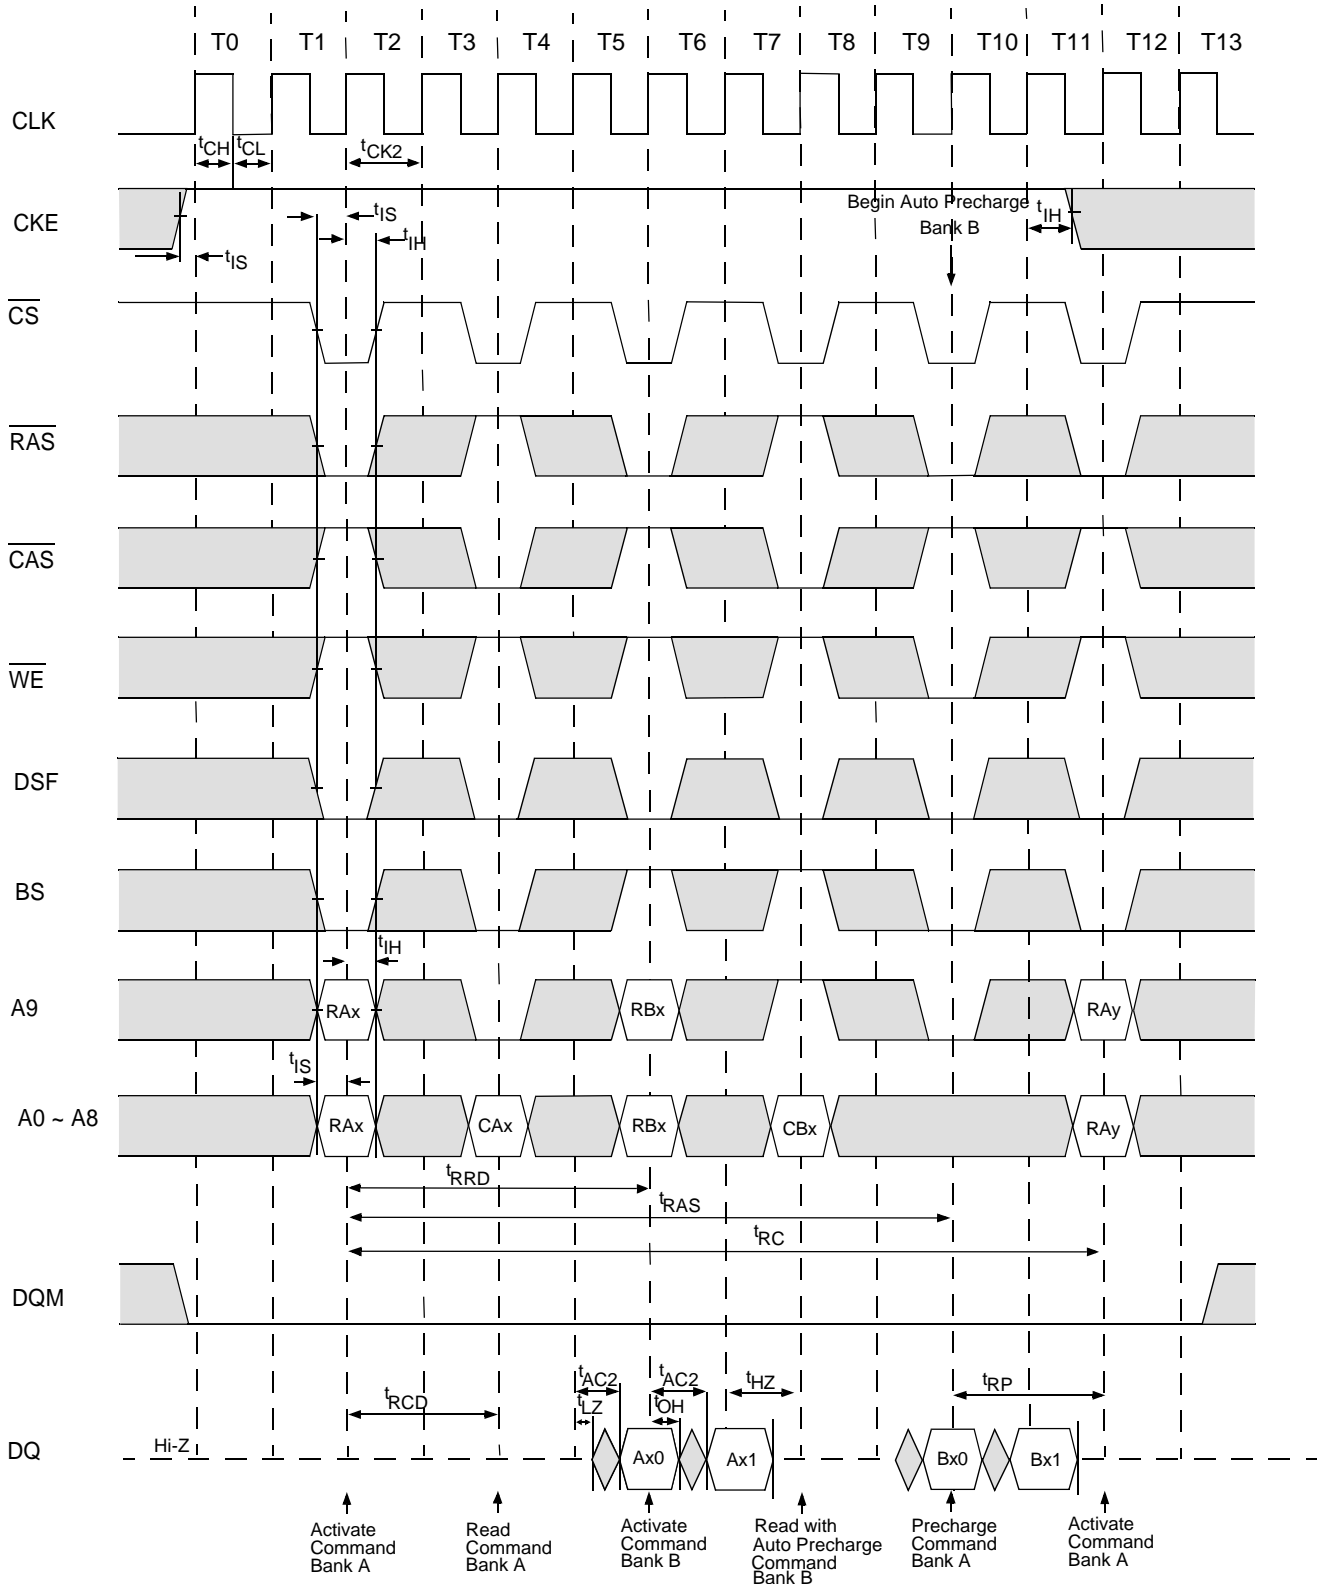 T0 T1 T2 T3 T4 T5 T6 T7 T8 T9 T10 T11 T12 T13
CLK
tCH tCL tCK2
CKE
tIS
Begin Auto Precharge
Bank B
tIH
tIH
tIS
CS
RAS
CAS
WE
DSF
BS
tIH
A9
RAx RBx RAy
tIS
A0 ~ A8
RAx CAx RBx CBx RAy
tRRD
tRAS
tRC
DQM
tAC2 tAC2 tHZ tRP
tRCD tLZ tOH
DQ
Hi-Z
Ax0 Ax1 Bx0 Bx1
Activate
Command
Bank A
Read
Command
Bank A
Activate
Command
Bank B
Read with
Auto Precharge
Command
Bank B
Precharge
Command
Bank A
Activate
Command
Bank A